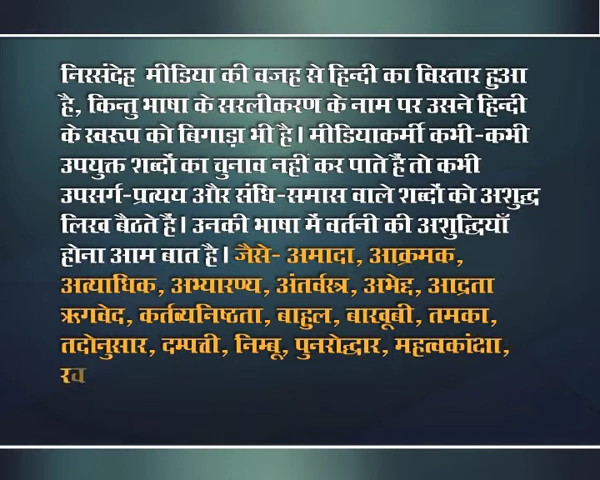 निस्संदेह मीडिया की वजह से हिन्दी का विस्तार हुआ
है, किन्तु भाषा के सरलीकरण के नाम पर उसने हिन्दी
के स्वरूप को बिगाड़ा भी है। मीडियाकर्मी कभी-कभी
उपयुक्त शब्दों का चुनाव नहीं कर पाते हैं तो कभी
उपसर्ग-प्रत्यय और संधि-समास वाले शब्दों को अशुद्ध
लिख बैठते हैं। उनकी भाषा में वर्तनी की अशुद्धियाँ
होना आम बात है। जैसे- अमादा, आक्रमक,
अत्याधिक, अभ्यारण्य, अंतर्वस्त्र, अभेद्द, आद्रता
ऋगवेद, कर्तव्यनिष्ठता, बाहुल, बाखूबी, तमका,
तदोनुसार, दम्पत्ती, निम्बू, पुनरोद्धार, महत्वकांक्षा,